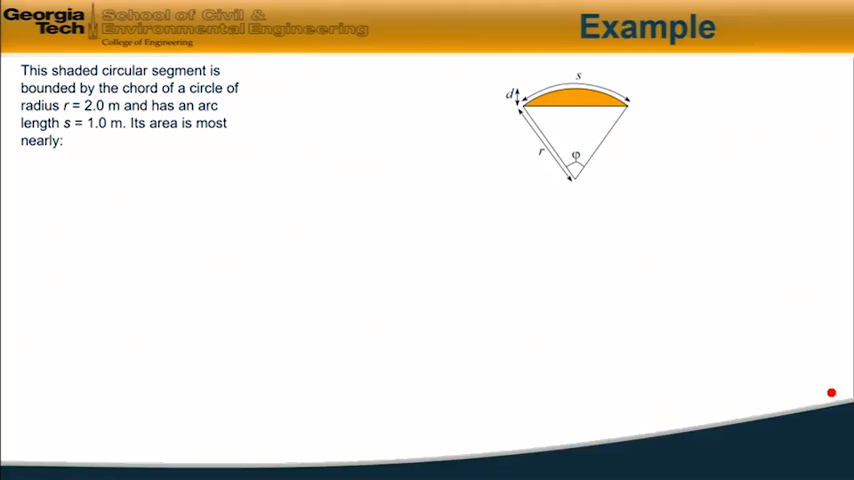 Georgia
Tech
School of Civil &
Environmental Engineering
College of Engineering
Example
This shaded circular segment is
bounded by the chord of a circle of
radius r = 2.0 m and has an arc
length s = 1.0 m. Its area is most
nearly:
s
d
r
φ